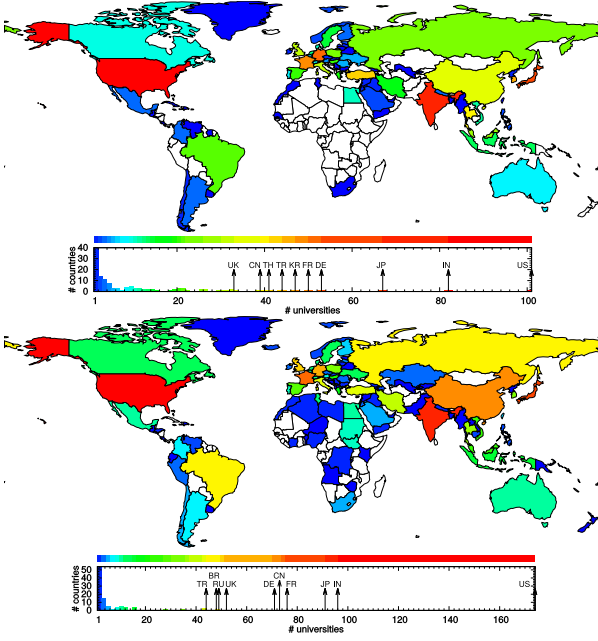 # countries
40
30
20
10
0
UK CN TH TR KR FR DE JP IN US
1 20 40 60 80 100
# universities
# countries
50
40
30
20
10
0
BR CN
TR RU UK DE FR JP IN US
1 20 40 60 80 100 120 140 160
# universities